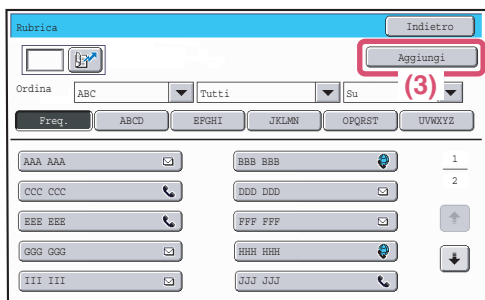 Rubrica Indietro
Aggiungi
Ordina ABC Tutti Su (3)
Freq. ABCD EFGHI JKLMN OPQRST UVWXYZ
AAA AAA BBB BBB 1
CCC CCC DDD DDD 2
EEE EEE FFF FFF
GGG GGG HHH HHH
III III JJJ JJJ